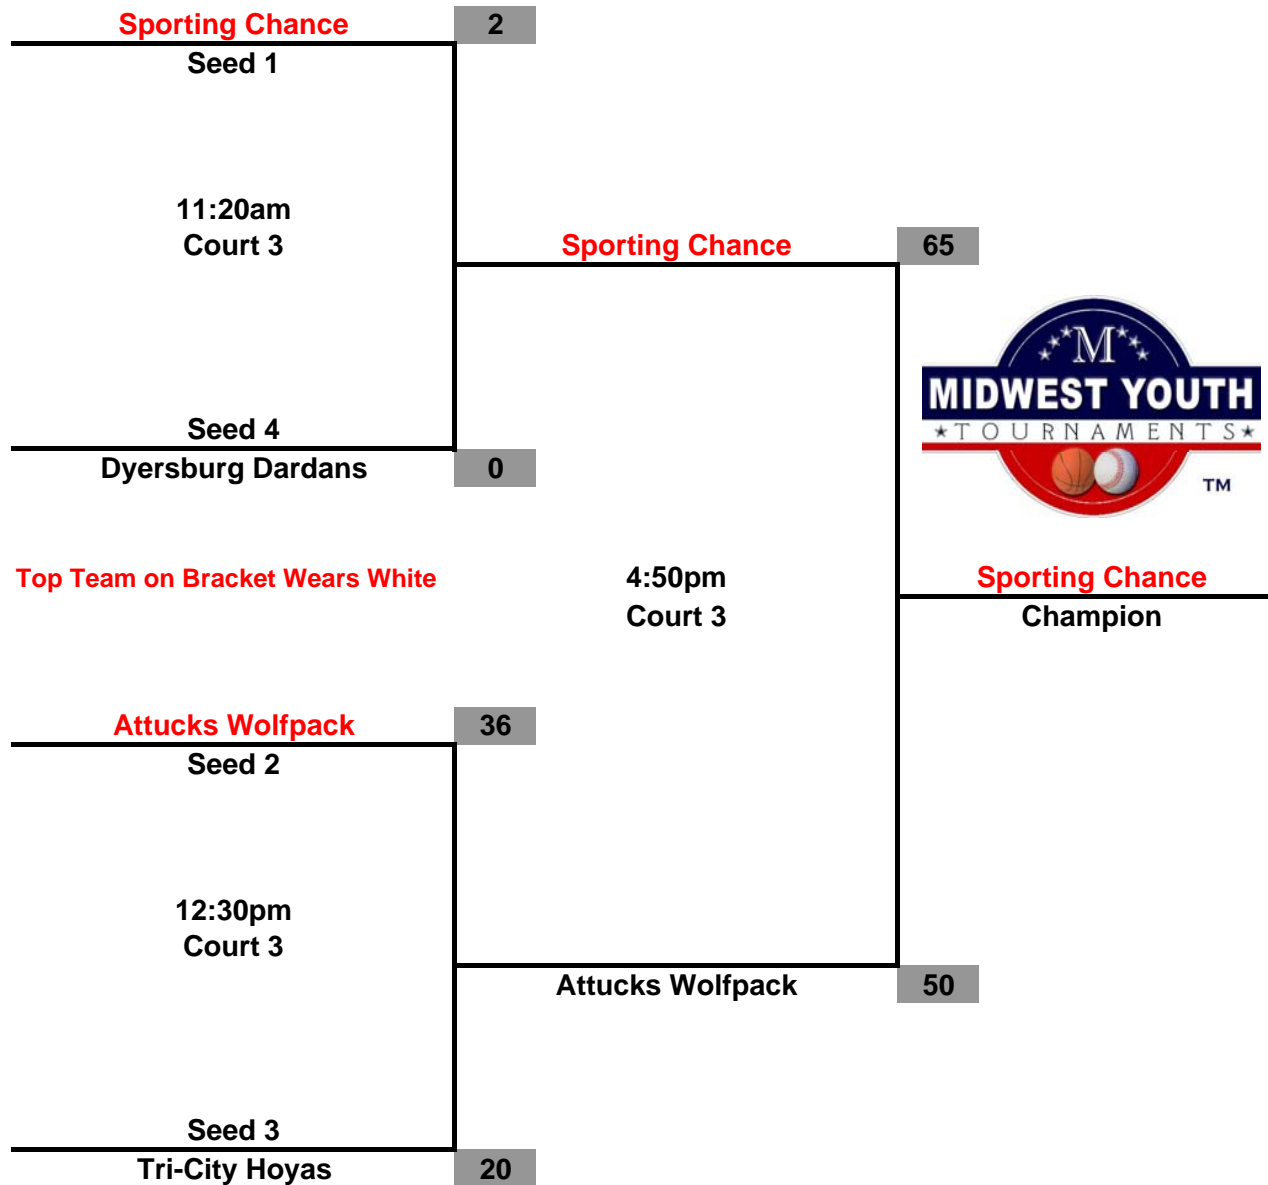 Sporting Chance 2
Seed 1
11:20am
Court 3
Sporting Chance 65
M
MIDWEST YOUTH
TOURNAMENTS
TM
Seed 4
Dyersburg Dardans 0
Top Team on Bracket Wears White
4:50pm
Court 3
Sporting Chance
Champion
Attucks Wolfpack 36
Seed 2
12:30pm
Court 3
Attucks Wolfpack 50
Seed 3
Tri-City Hoyas 20